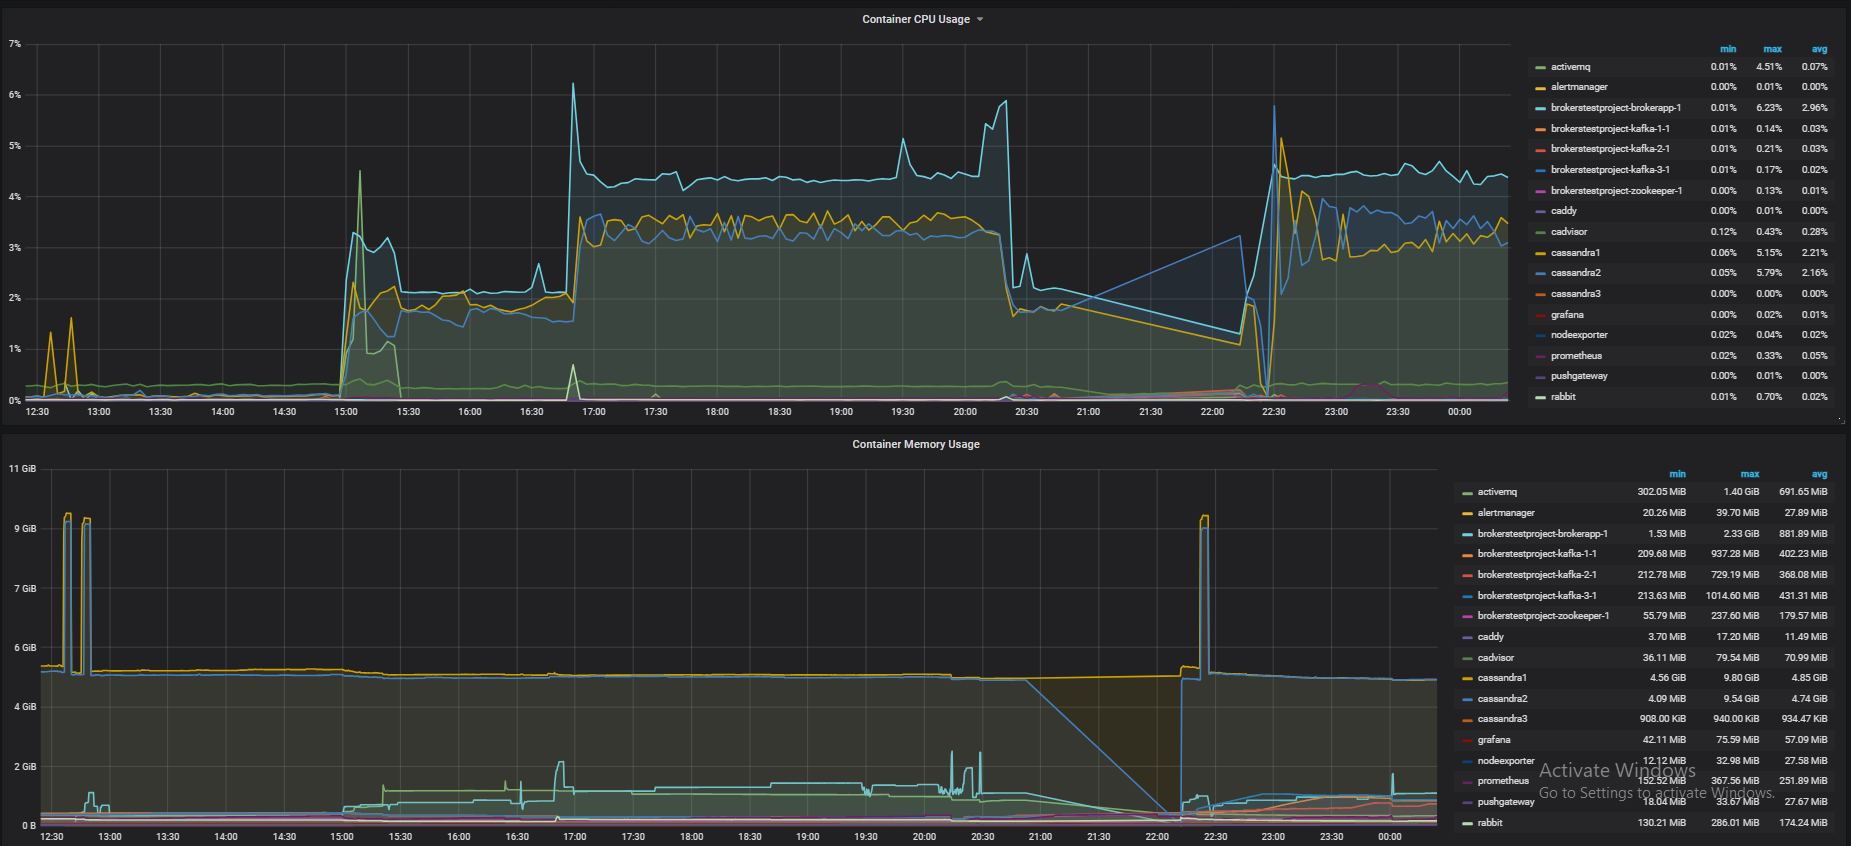 Container CPU Usage
7%
6%
5%
4%
3%
2%
1%
0%
12:30 13:00 13:30 14:00 14:30 15:00 15:30 16:00 16:30 17:00 17:30 18:00 18:30 19:00 19:30 20:00 20:30 21:00 21:30 22:00 22:30 23:00 23:30 00:00
min max avg
activemq 0.01% 4.51% 0.07%
alertmanager 0.00% 0.01% 0.00%
brokerstestproject-brokerapp-1 0.01% 6.23% 2.96%
brokerstestproject-kafka-1-1 0.01% 0.14% 0.03%
brokerstestproject-kafka-2-1 0.01% 0.21% 0.03%
brokerstestproject-kafka-3-1 0.01% 0.17% 0.02%
brokerstestproject-zookeeper-1 0.00% 0.13% 0.01%
caddy 0.00% 0.01% 0.00%
cadvisor 0.12% 0.43% 0.28%
cassandra1 0.06% 5.15% 2.21%
cassandra2 0.05% 5.79% 2.16%
cassandra3 0.00% 0.00% 0.00%
grafana 0.00% 0.02% 0.01%
nodeexporter 0.02% 0.04% 0.02%
prometheus 0.02% 0.33% 0.05%
pushgateway 0.00% 0.01% 0.00%
rabbit 0.01% 0.70% 0.02%
Container Memory Usage
11 GiB
9 GiB
7 GiB
6 GiB
4 GiB
2 GiB
0 B
12:30 13:00 13:30 14:00 14:30 15:00 15:30 16:00 16:30 17:00 17:30 18:00 18:30 19:00 19:30 20:00 20:30 21:00 21:30 22:00 22:30 23:00 23:30 00:00
min max avg
activemq 302.05 MiB 1.40 GiB 691.65 MiB
alertmanager 20.26 MiB 39.70 MiB 27.89 MiB
brokerstestproject-brokerapp-1 1.53 MiB 2.33 GiB 881.89 MiB
brokerstestproject-kafka-1-1 209.68 MiB 937.28 MiB 402.23 MiB
brokerstestproject-kafka-2-1 212.78 MiB 729.19 MiB 368.08 MiB
brokerstestproject-kafka-3-1 213.63 MiB 1014.60 MiB 431.31 MiB
brokerstestproject-zookeeper-1 55.79 MiB 237.60 MiB 179.57 MiB
caddy 3.70 MiB 17.20 MiB 11.49 MiB
cadvisor 36.11 MiB 79.54 MiB 70.99 MiB
cassandra1 4.56 GiB 9.80 GiB 4.85 GiB
cassandra2 4.09 MiB 9.54 GiB 4.74 GiB
cassandra3 908.00 KiB 940.00 KiB 934.47 KiB
grafana 42.11 MiB 75.59 MiB 57.09 MiB
nodeexporter 12.12 MiB 32.98 MiB 27.58 MiB
prometheus 152.52 MiB 367.56 MiB 251.89 MiB
pushgateway 18.04 MiB 33.67 MiB 27.67 MiB
rabbit 130.21 MiB 286.01 MiB 174.24 MiB
Activate Windows
Go to Settings to activate Windows.